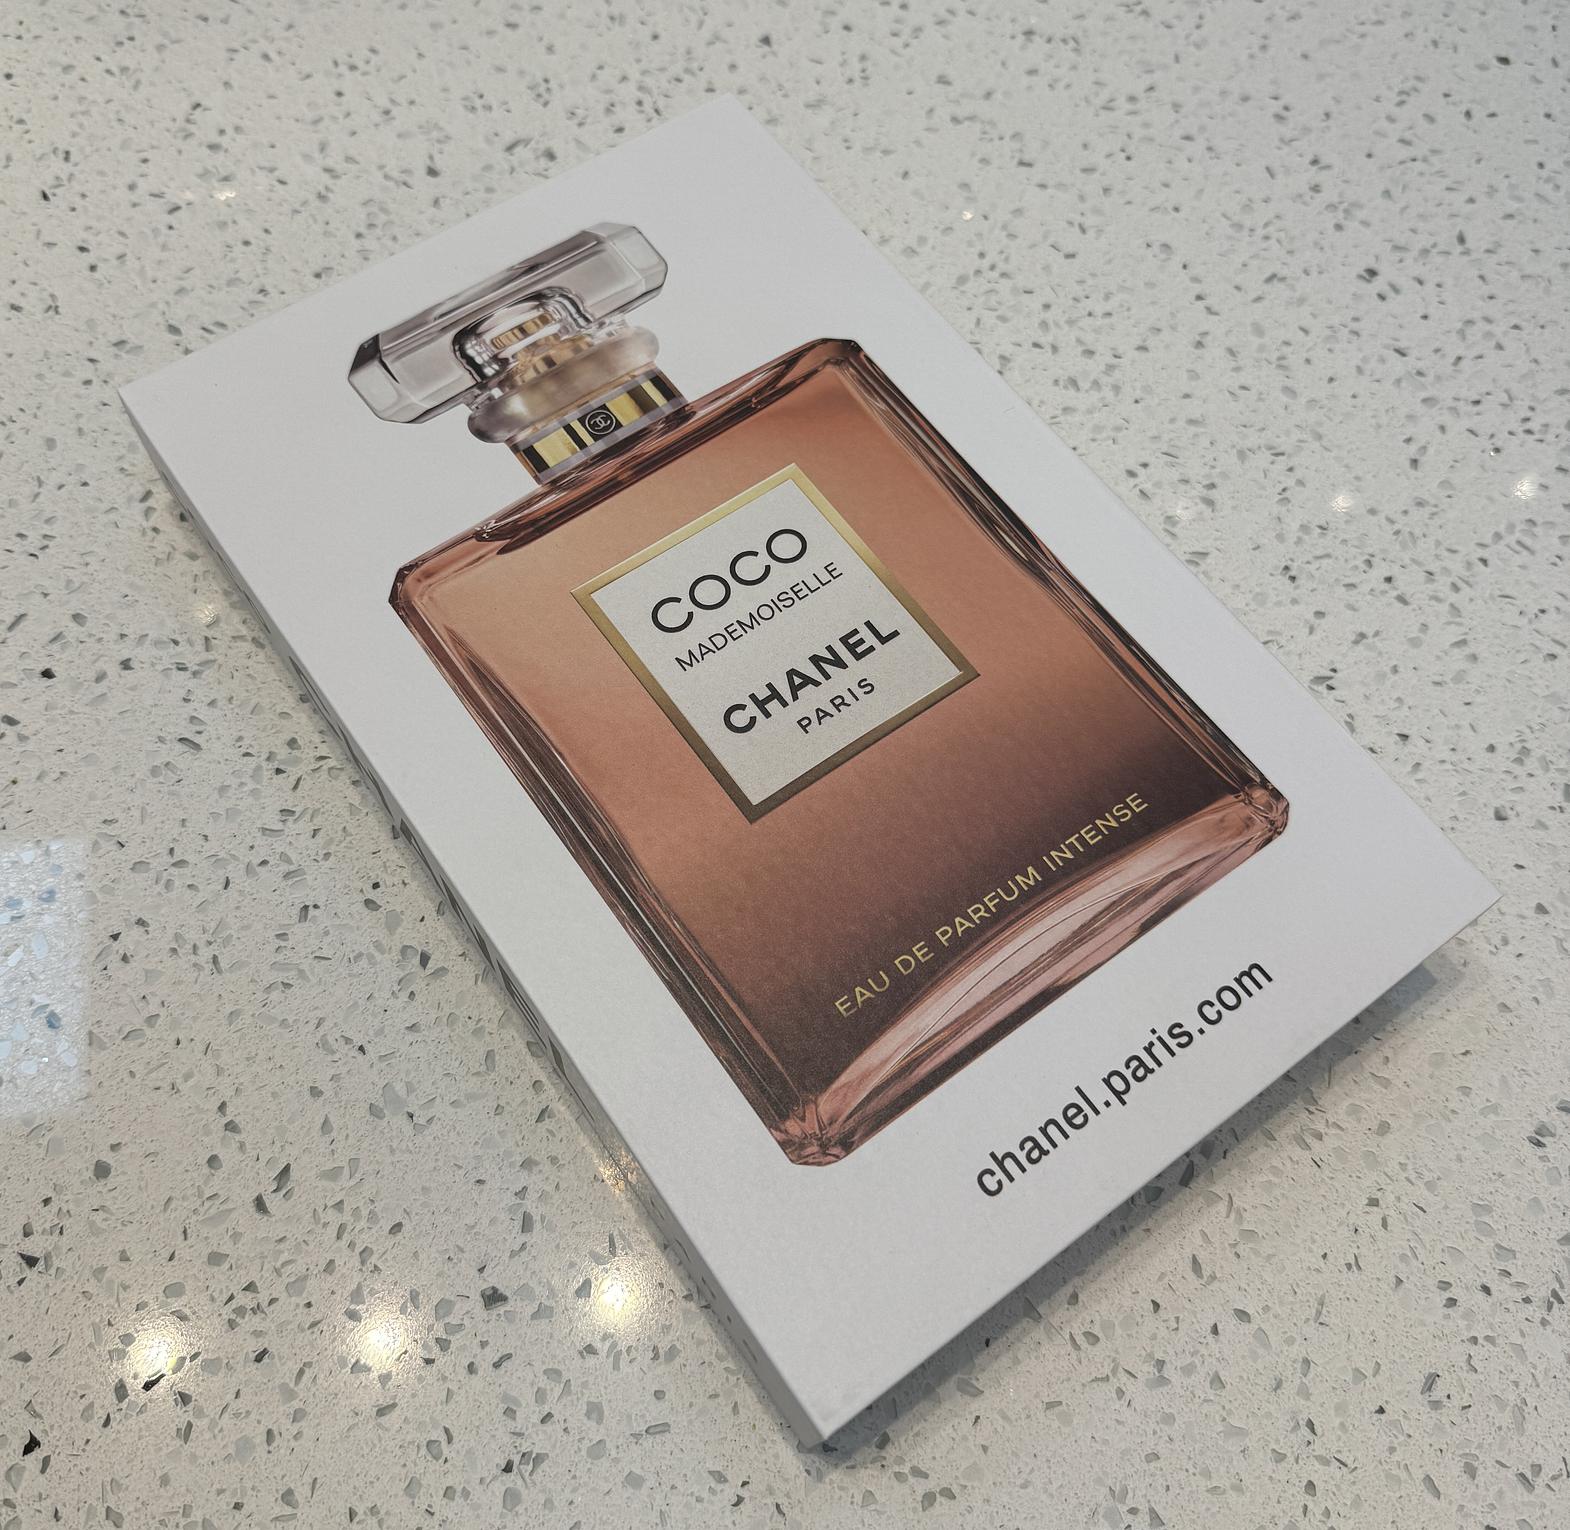 COCO
MADEMOISELLE
CHANEL
PARIS
EAU DE PARFUM INTENSE
chanel.paris.com